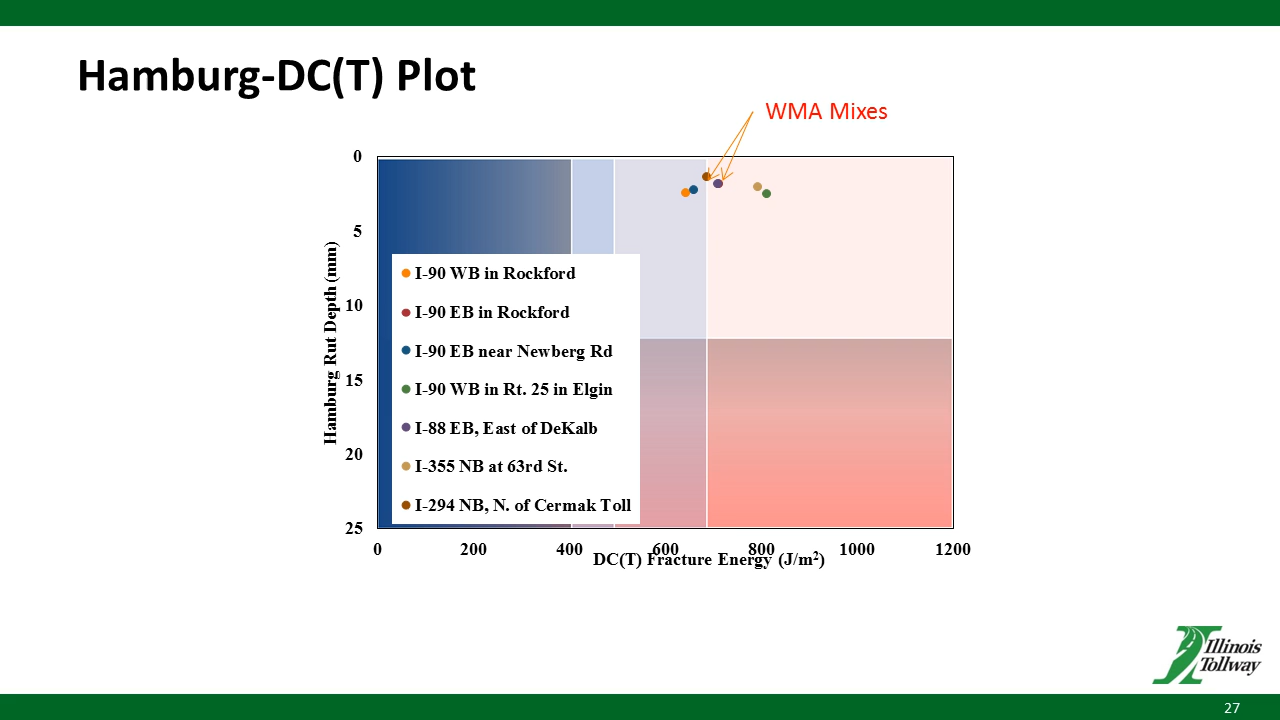 Hamburg-DC(T) Plot
WMA Mixes
0
5
10
15
20
25
Hamburg Rut Depth (mm)
I-90 WB in Rockford
I-90 EB in Rockford
I-90 EB near Newberg Rd
I-90 WB in Rt. 25 in Elgin
I-88 EB, East of DeKalb
I-355 NB at 63rd St.
I-294 NB, N. of Cermak Toll
0 200 400 600 800 1000 1200
DC(T) Fracture Energy (J/m²)
Illinois
Tollway
27